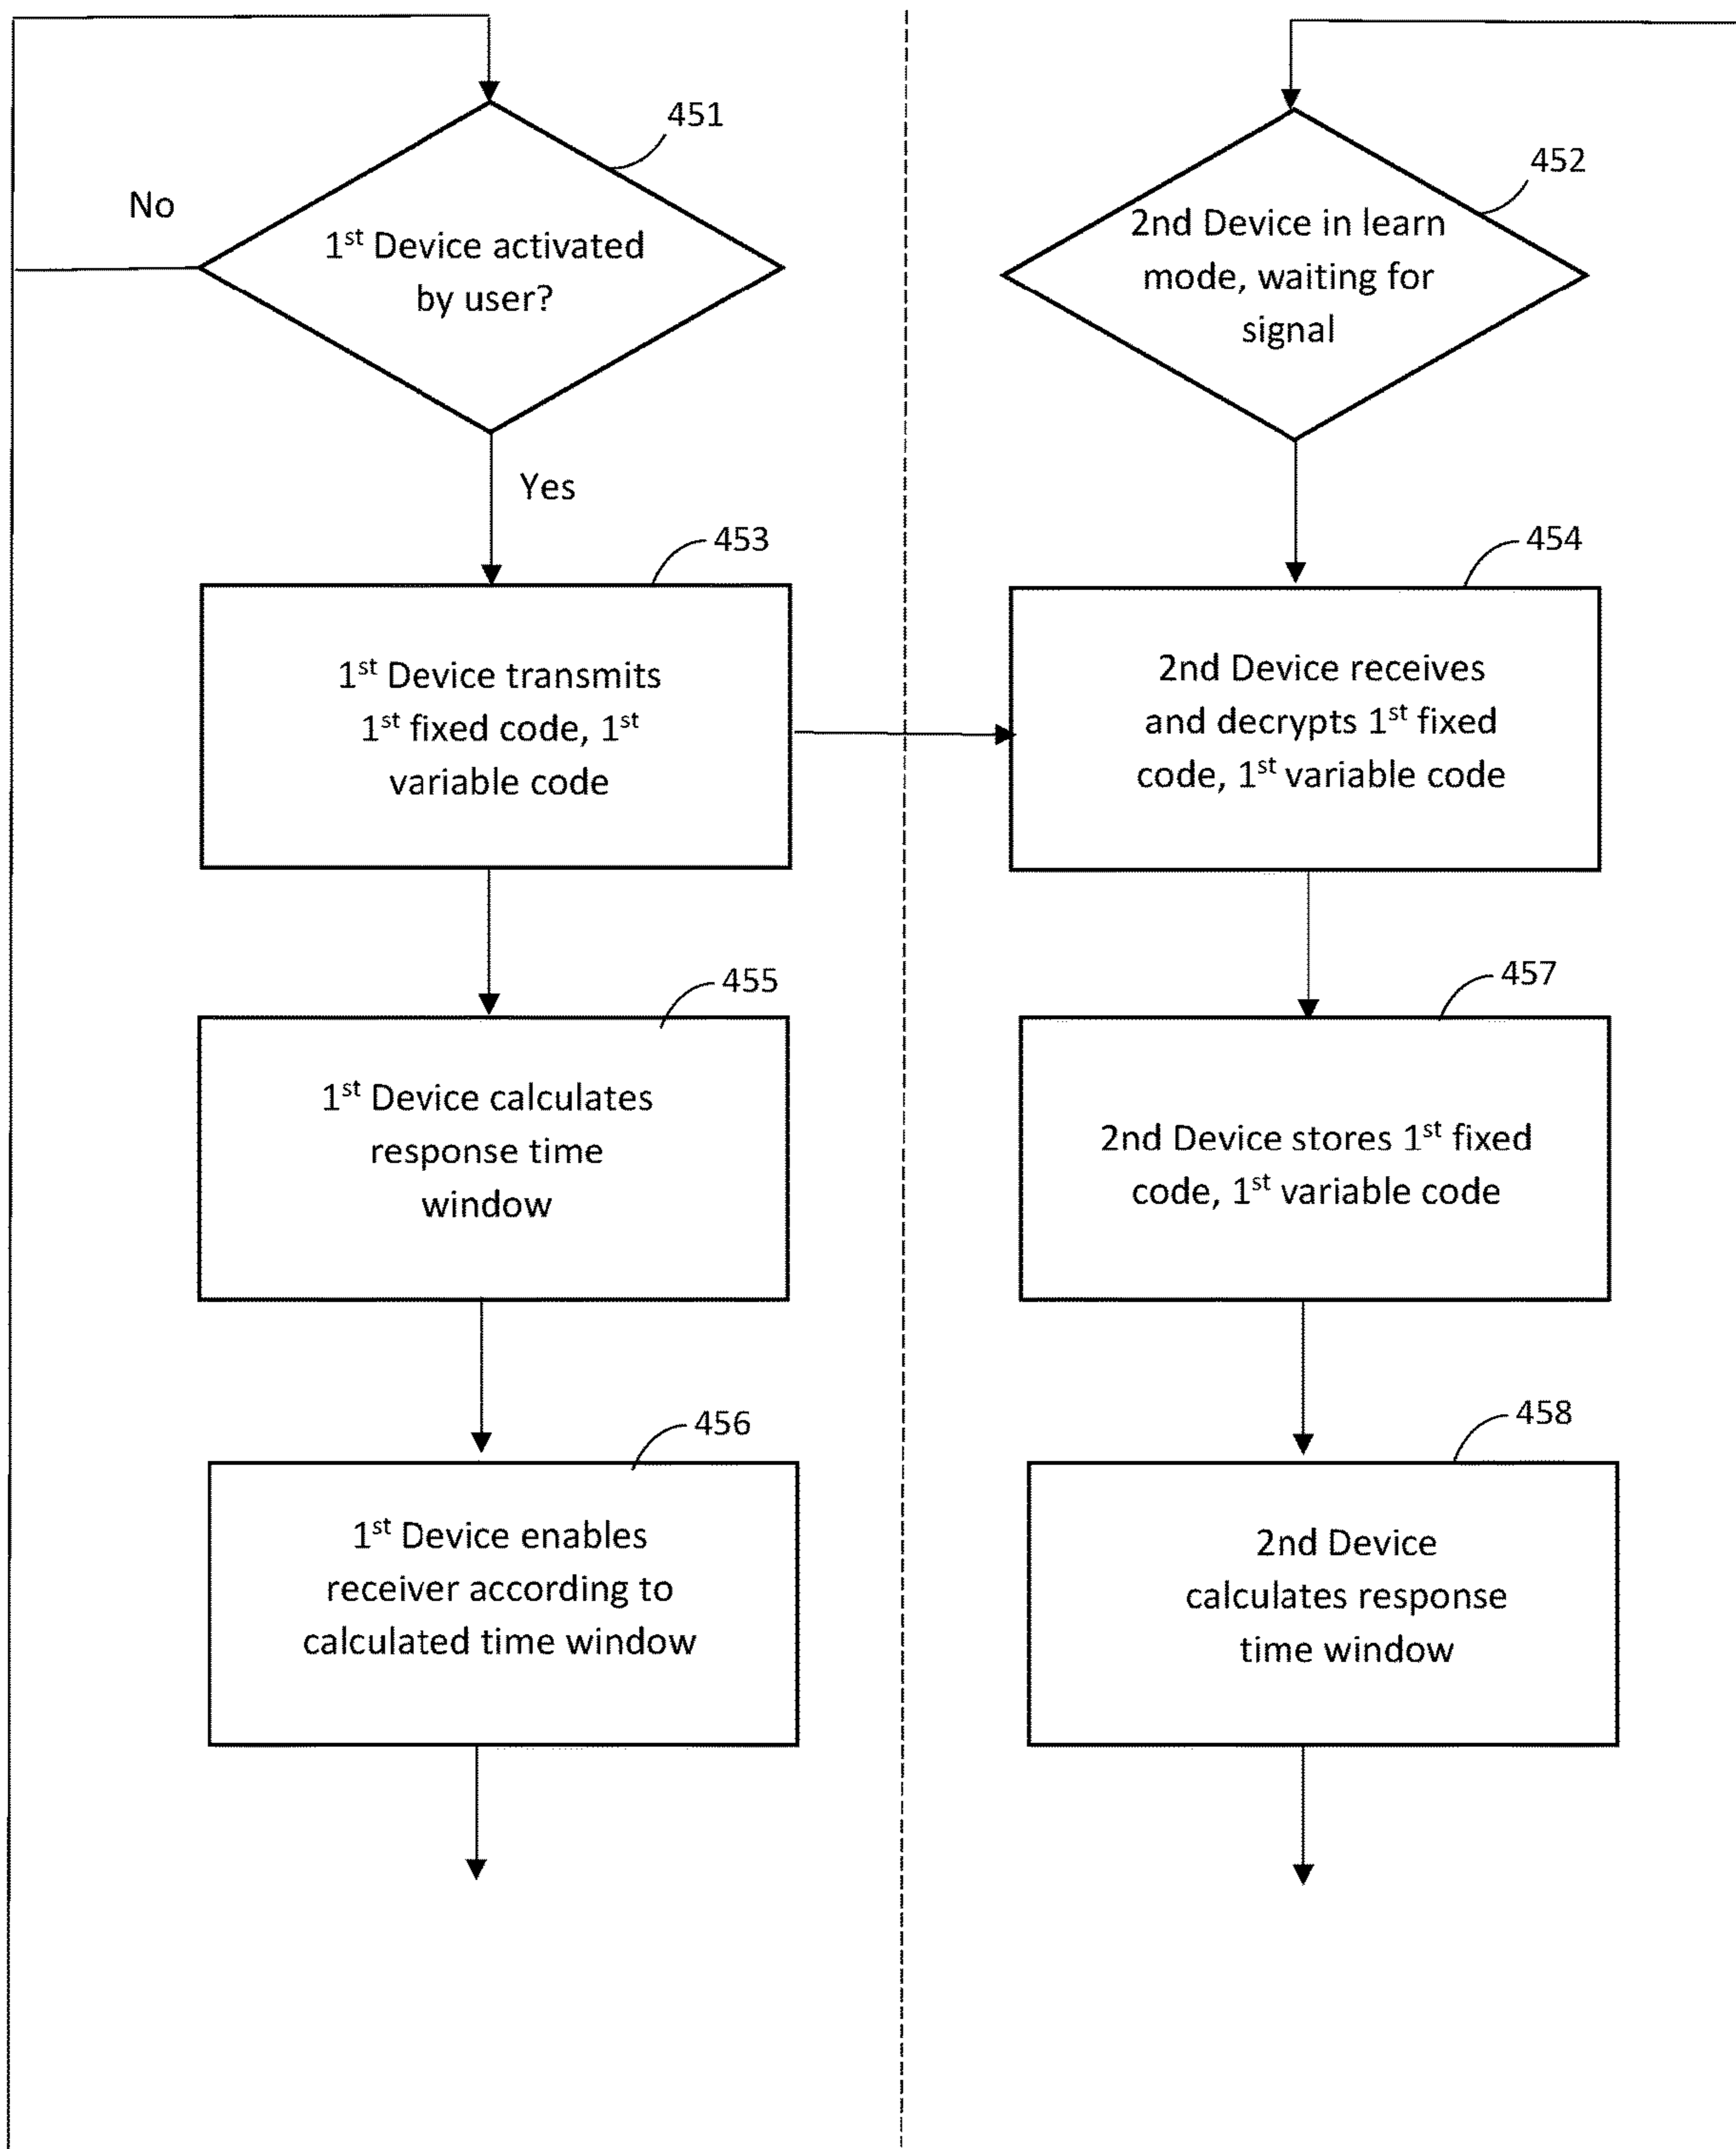 451
No
1st Device activated
by user?
Yes
453
1st Device transmits
1st fixed code, 1st
variable code
455
1st Device calculates
response time
window
456
1st Device enables
receiver according to
calculated time window
452
2nd Device in learn
mode, waiting for
signal
454
2nd Device receives
and decrypts 1st fixed
code, 1st variable code
457
2nd Device stores 1st fixed
code, 1st variable code
458
2nd Device
calculates response
time window